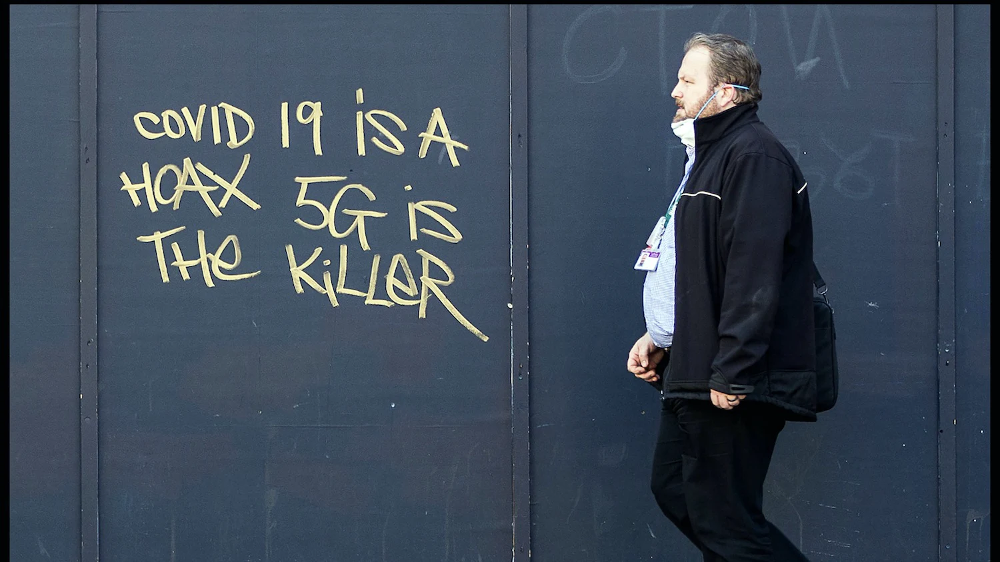 COVID 19 is A
HOAX 5G is
THe KiLLeR